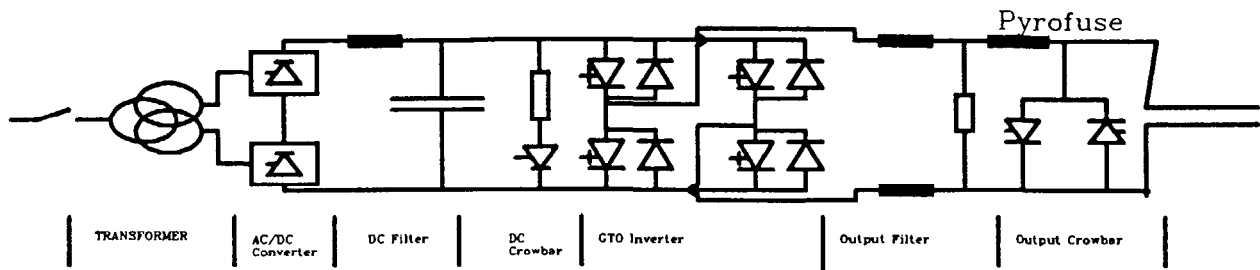 Pyrofuse
TRANSFORMER
AC/DC
Converter
DC Filter
DC
Crowbar
GTO Inverter
Output Filter
Output Crowbar